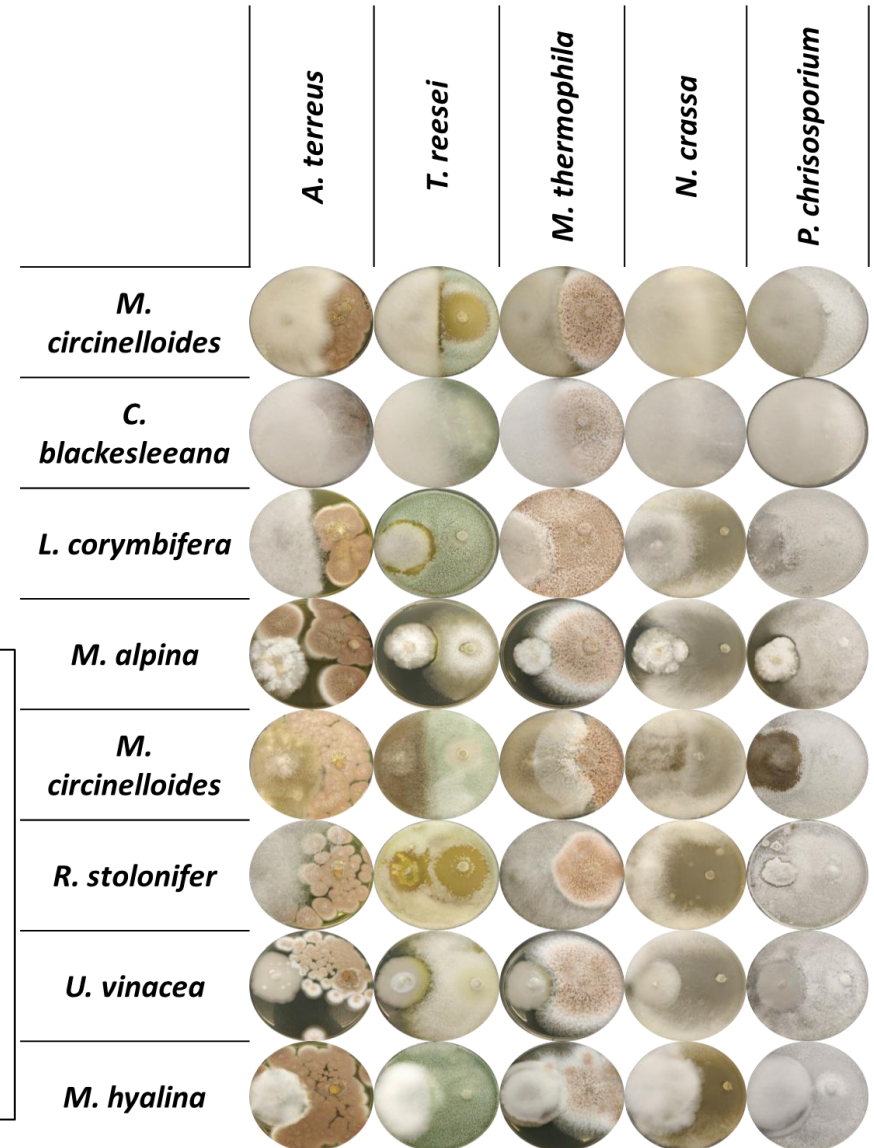 A. terreus
T. reesei
M. thermophila
N. crassa
P. chrisosporium
M.
circinelloides
C.
blackesleeana
L. corymbifera
M. alpina
M.
circinelloides
R. stolonifer
U. vinacea
M. hyalina